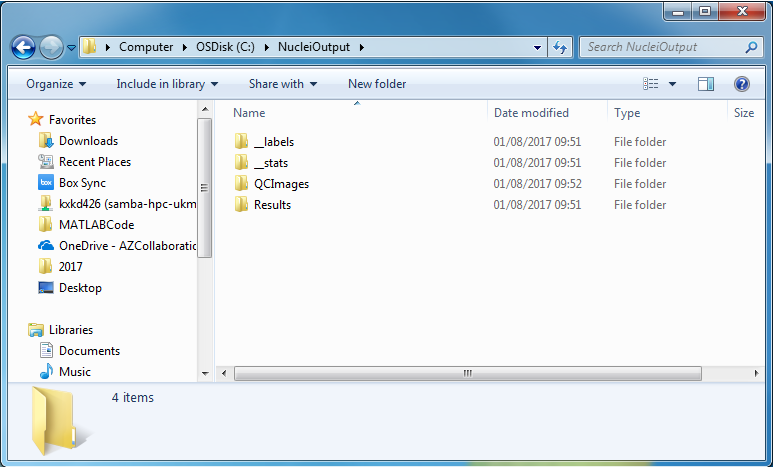 Computer OSDisk (C:) NucleiOutput Search NucleiOutput
Organize Include in library Share with New folder
Name Date modified Type Size
Favorites
Downloads
Recent Places
Box Sync
kxkd426 (samba-hpc-ukm
MATLABCode
OneDrive - AZCollaboratic
2017
Desktop
Libraries
Documents
Music
__labels 01/08/2017 09:51 File folder
__stats 01/08/2017 09:51 File folder
QCImages 01/08/2017 09:52 File folder
Results 01/08/2017 09:51 File folder
4 items